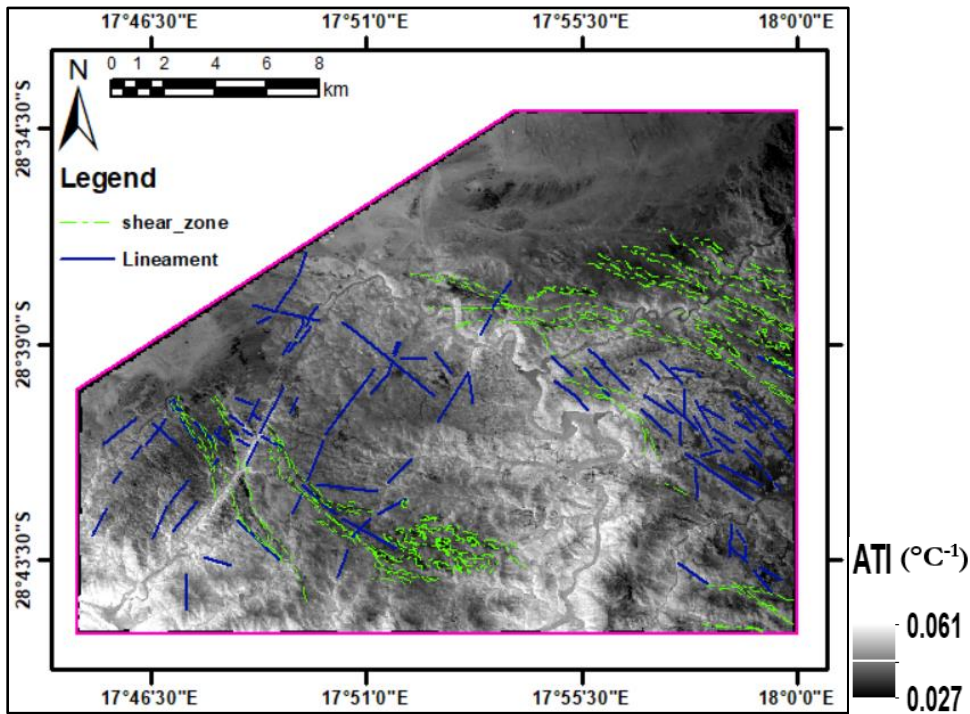 17°46'30"E 17°51'0"E 17°55'30"E 18°0'0"E
N
0 1 2 4 6 8
km
28°34'30"S
Legend
shear_zone
Lineament
28°39'0"S
28°43'30"S
ATI (°C-1)
0.061
0.027
17°46'30"E 17°51'0"E 17°55'30"E 18°0'0"E